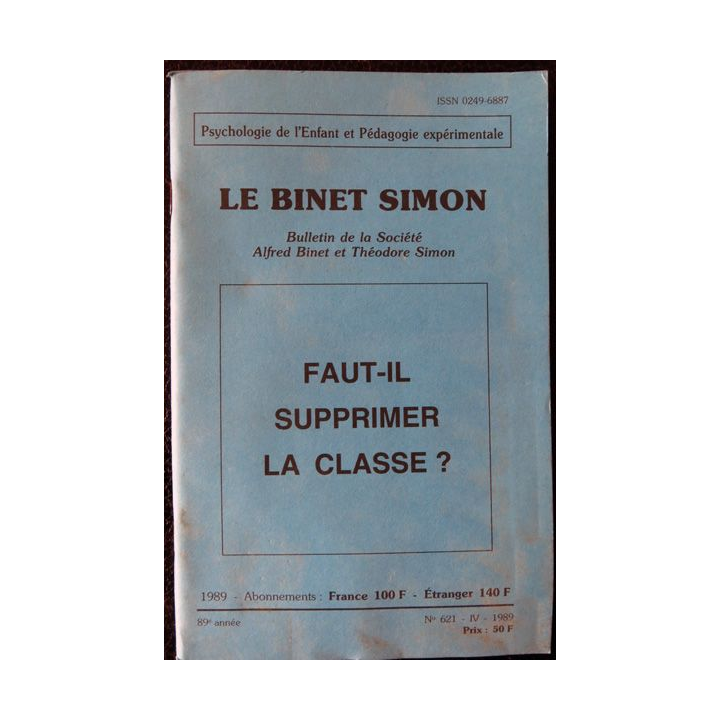 ISSN 0249-6887
Psychologie de l'Enfant et Pédagogie expérimentale
LE BINET SIMON
Bulletin de la Société
Alfred Binet et Théodore Simon
FAUT-IL
SUPPRIMER
LA CLASSE ?
1989 - Abonnements : France 100 F - Étranger 140 F
89e année
Nº 621 - IV - 1989
Prix : 50 F